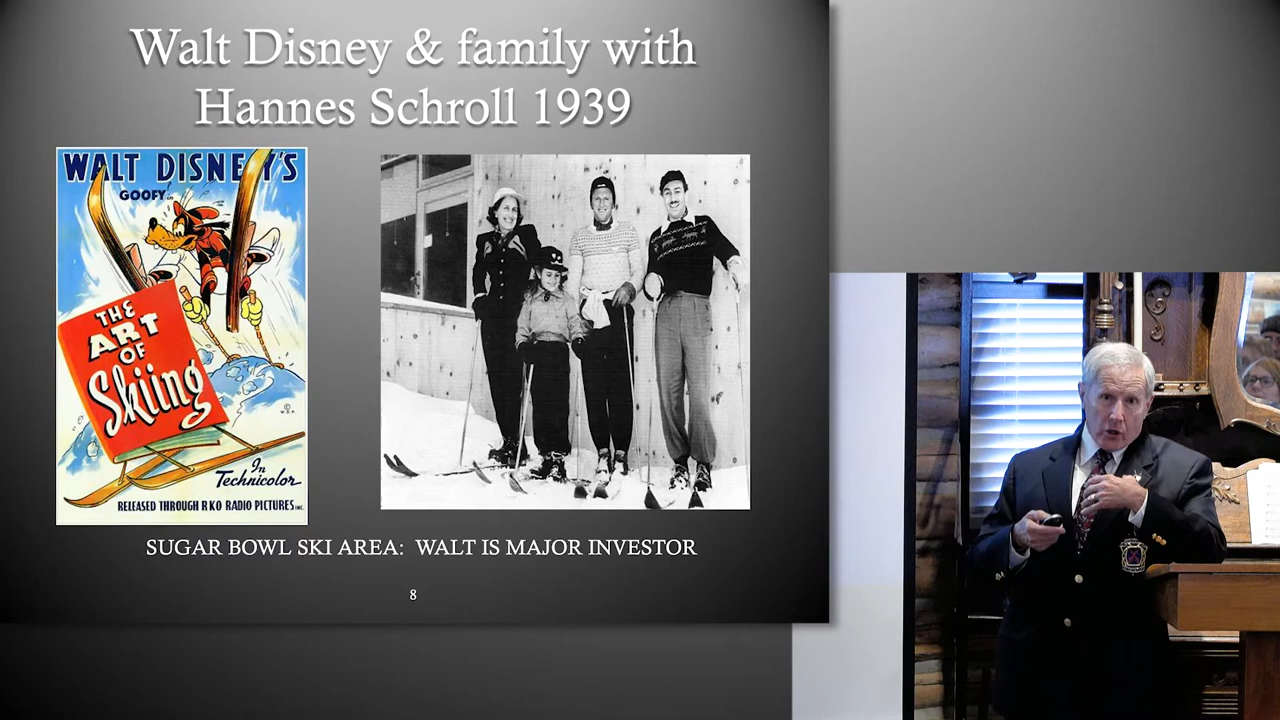 Walt Disney & family with
Hannes Schroll 1939
WALT DISNEY'S
GOOFY in
THE
ART
OF
Skiing
In
Technicolor
RELEASED THROUGH RKO RADIO PICTURES INC.
SUGAR BOWL SKI AREA: WALT IS MAJOR INVESTOR
8